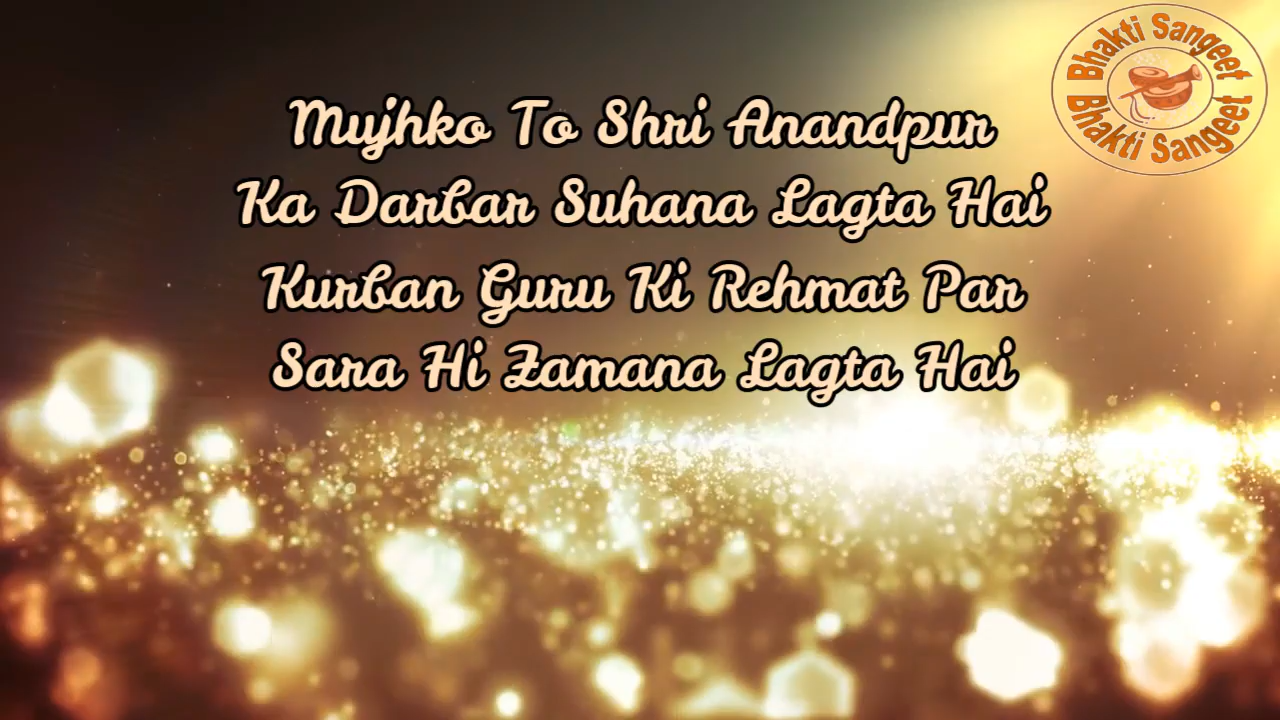 Bhakti Sangeet
Bhakti Sangeet
Mujhko To Shri Anandpur
Ka Darbar Suhana Lagta Hai
Kurban Guru Ki Rehmat Par
Sara Hi Zamana Lagta Hai